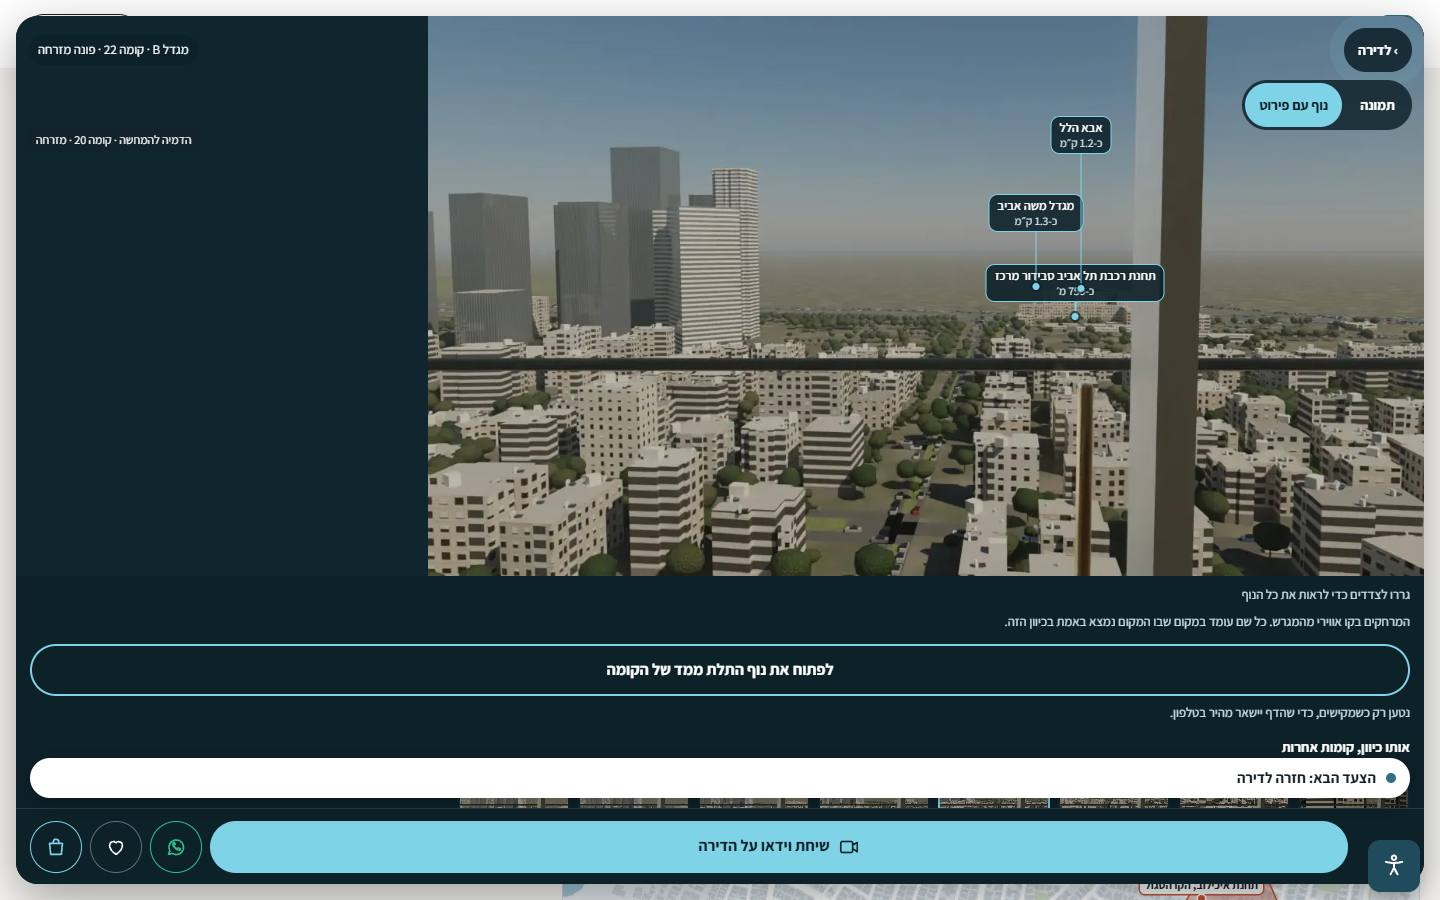 › לדירה
מגדל B · קומה 22 · פונה מזרחה
תמונה
נוף עם פירוט
הדמיה להמחשה · קומה 20 · מזרחה
אבא הלל
כ-1.2 ק״מ
מגדל משה אביב
כ-1.3 ק״מ
תחנת רכבת תל אביב סבידור מרכז
מ׳
גררו לצדדים כדי לראות את כל הנוף
המרחקים בקו אווירי מהמגרש. כל שם עומד במקום שבו המקום נמצא באמת בכיוון הזה.
לפתוח את נוף התלת ממד של הקומה
נטען רק כשמקישים, כדי שהדף יישאר מהיר בטלפון.
אותו כיוון, קומות אחרות
הצעד הבא: חזרה לדירה
שיחת וידאו על הדירה
תחנת איכילוב, הקו הסגול